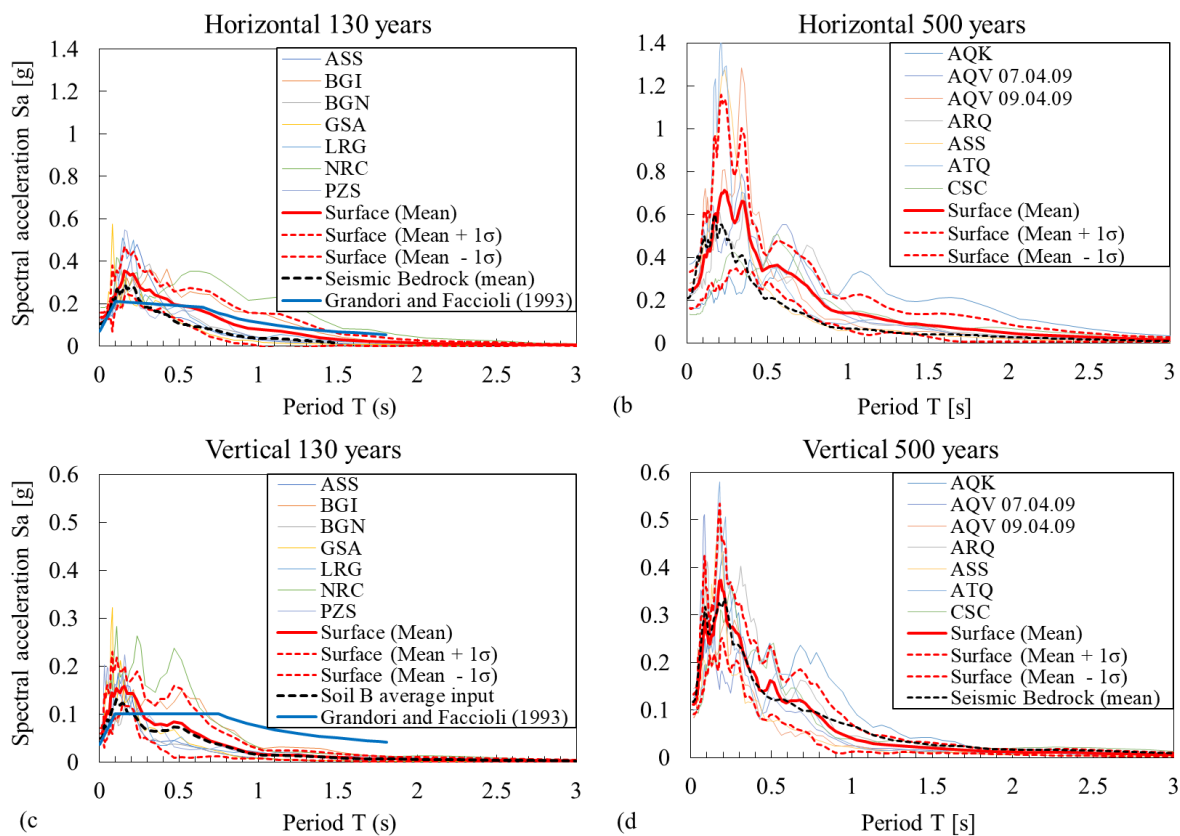 Horizontal 130 years
Spectral acceleration Sa [g]
1.4
1.2
1
0.8
0.6
0.4
0.2
0
0
0.5
1
1.5
2
2.5
3
Period T (s)
ASS
BGI
BGN
GSA
LRG
NRC
PZS
Surface (Mean)
Surface (Mean + 1σ)
Surface (Mean - 1σ)
Seismic Bedrock (mean)
Grandori and Faccioli (1993)
Horizontal 500 years
1.4
1.2
1
0.8
0.6
0.4
0.2
0
0
0.5
1
1.5
2
2.5
3
Period T [s]
(b
AQK
AQV 07.04.09
AQV 09.04.09
ARQ
ASS
ATQ
CSC
Surface (Mean)
Surface (Mean + 1σ)
Surface (Mean - 1σ)
Vertical 130 years
Spectral acceleration Sa [g]
0.6
0.5
0.4
0.3
0.2
0.1
0
0
0.5
1
1.5
2
2.5
3
Period T (s)
(c
ASS
BGI
BGN
GSA
LRG
NRC
PZS
Surface (Mean)
Surface (Mean + 1σ)
Surface (Mean - 1σ)
Soil B average input
Grandori and Faccioli (1993)
Vertical 500 years
0.6
0.5
0.4
0.3
0.2
0.1
0
0
0.5
1
1.5
2
2.5
3
Period T [s]
(d
AQK
AQV 07.04.09
AQV 09.04.09
ARQ
ASS
ATQ
CSC
Surface (Mean)
Surface (Mean + 1σ)
Surface (Mean - 1σ)
Seismic Bedrock (mean)